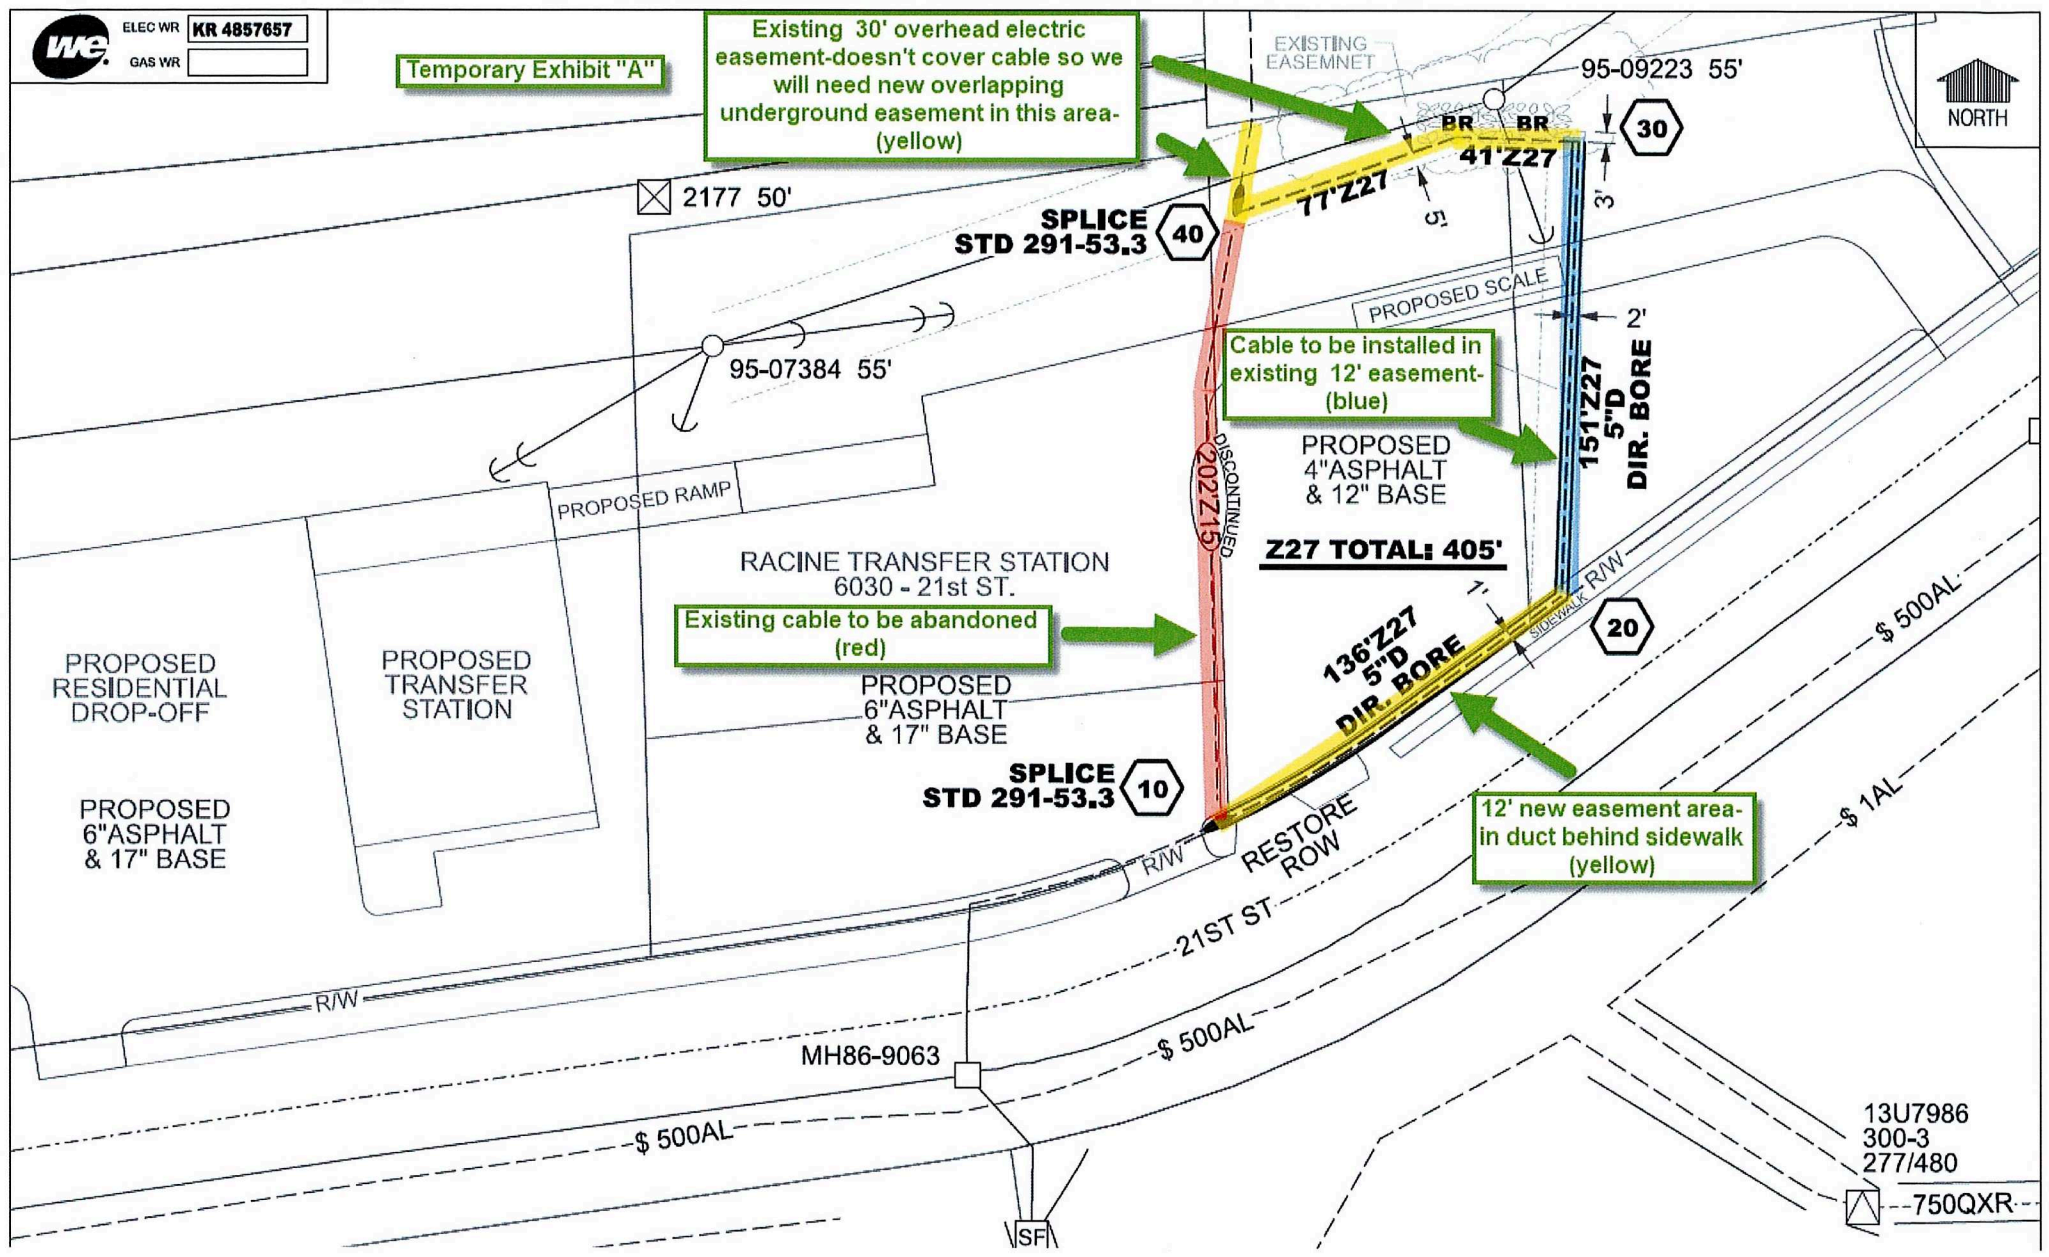 we.
ELEC WR KR 4857657
GAS WR
Temporary Exhibit "A"
Existing 30' overhead electric
easement-doesn't cover cable so we
will need new overlapping
underground easement in this area-
(yellow)
EXISTING
EASEMNET
95-09223 55'
NORTH
BR BR
30
41'Z27
77'Z27
3'
5'
2177 50'
SPLICE
STD 291-53.3
40
PROPOSED SCALE
2'
95-07384 55'
Cable to be installed in
existing 12' easement-
(blue)
151'Z27
5"D
DIR. BORE
PROPOSED
4"ASPHALT
& 12" BASE
202'Z15
DISCONTINUED
PROPOSED RAMP
Z27 TOTAL: 405'
RACINE TRANSFER STATION
6030 - 21st ST.
R/W
1'
SIDEWALK
20
$ 500AL
Existing cable to be abandoned
(red)
136'Z27
5"D
DIR. BORE
PROPOSED
RESIDENTIAL
DROP-OFF
PROPOSED
TRANSFER
STATION
PROPOSED
6"ASPHALT
& 17" BASE
SPLICE
STD 291-53.3
10
PROPOSED
6"ASPHALT
& 17" BASE
12' new easement area-
in duct behind sidewalk
(yellow)
$ 1AL
RESTORE
ROW
R/W
21ST ST
R/W
MH86-9063
$ 500AL
$ 500AL
13U7986
300-3
277/480
750QXR
SF